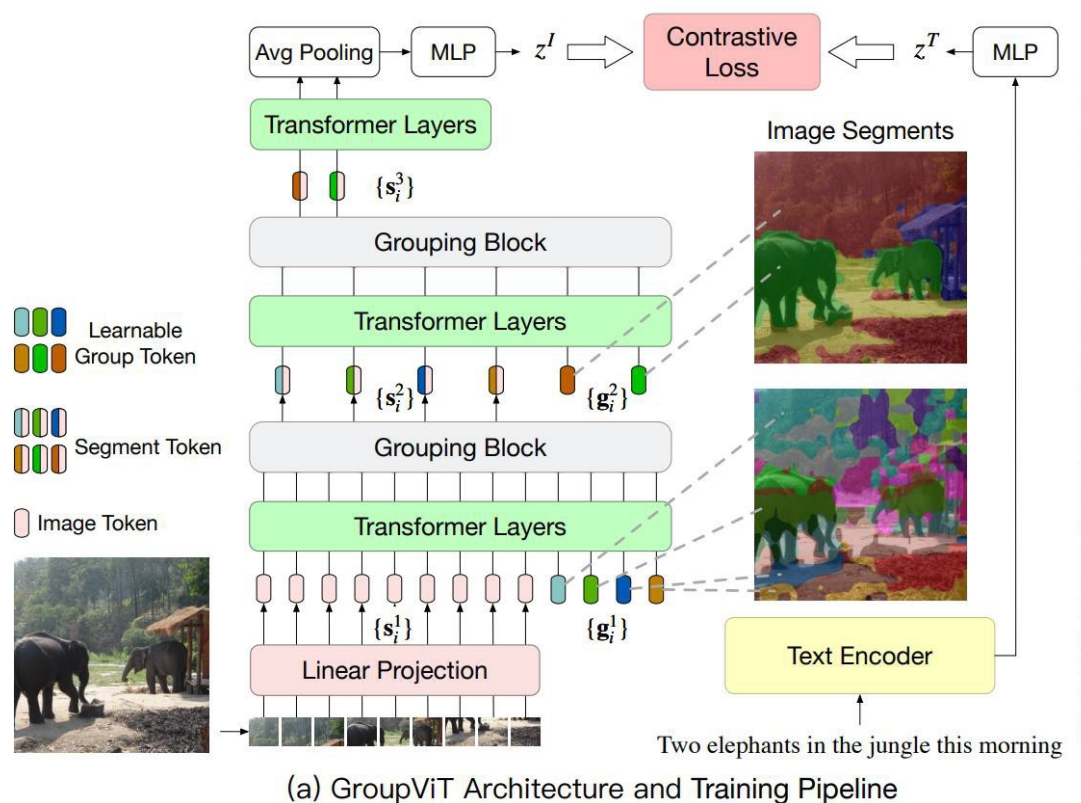 Avg Pooling
MLP
z^I
Contrastive
Loss
z^T
MLP
Transformer Layers
Image Segments
{s_i^3}
Grouping Block
Transformer Layers
Learnable
Group Token
{s_i^2}
{g_i^2}
Segment Token
Grouping Block
Image Token
Transformer Layers
{s_i^1}
{g_i^1}
Linear Projection
Text Encoder
Two elephants in the jungle this morning
(a) GroupViT Architecture and Training Pipeline